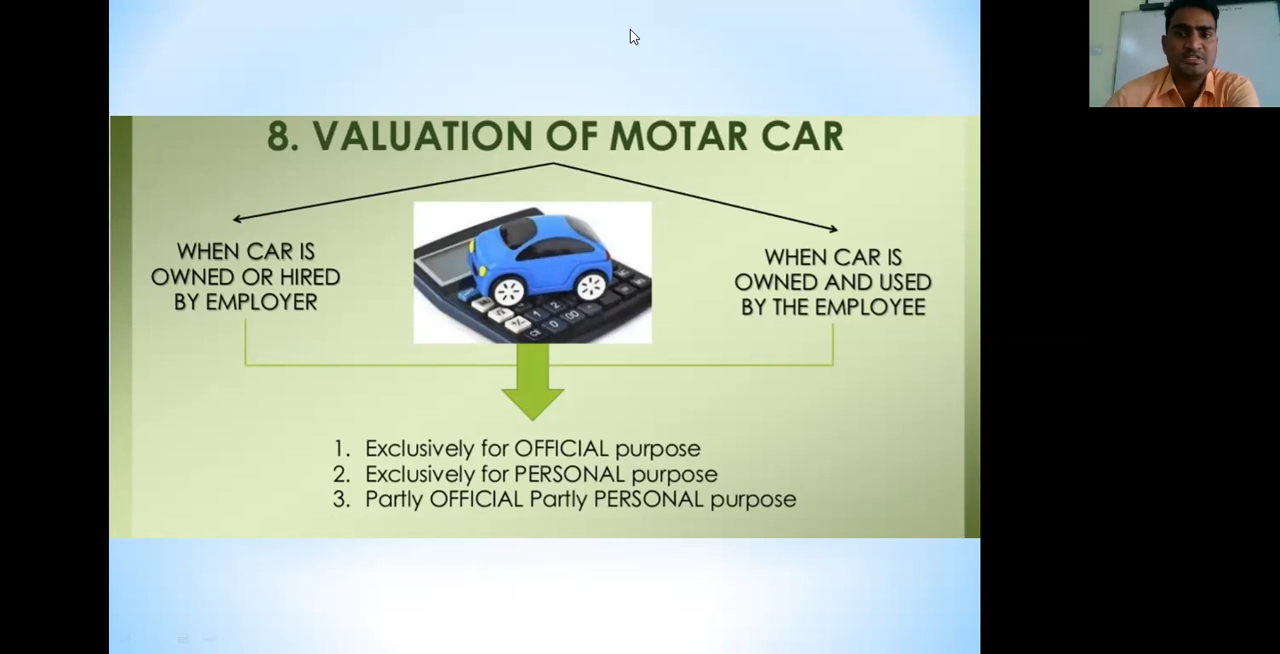 8. VALUATION OF MOTAR CAR
WHEN CAR IS
OWNED OR HIRED
BY EMPLOYER
WHEN CAR IS
OWNED AND USED
BY THE EMPLOYEE
1. Exclusively for OFFICIAL purpose
2. Exclusively for PERSONAL purpose
3. Partly OFFICIAL Partly PERSONAL purpose